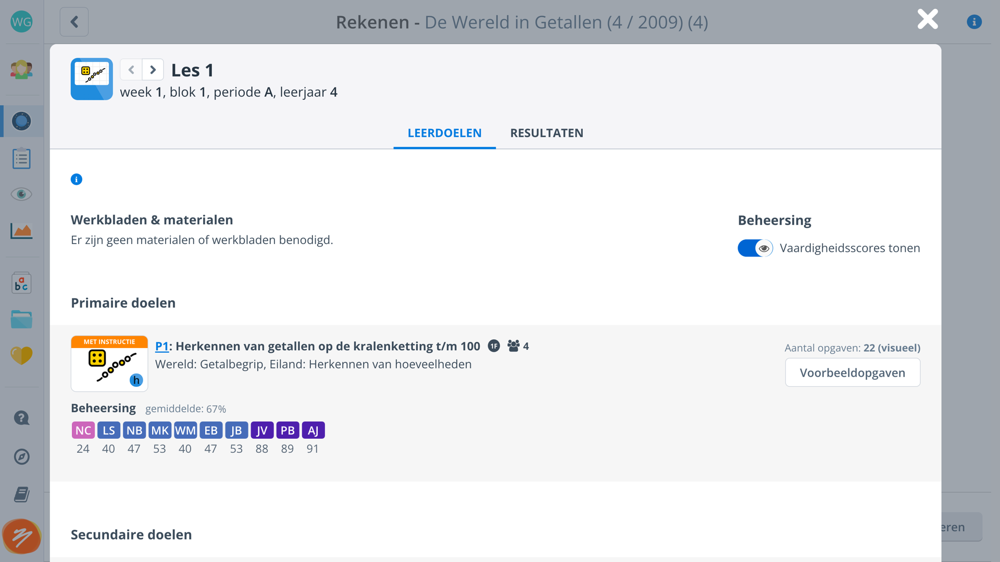 WG
Rekenen - De Wereld in Getallen (4 / 2009) (4)
Les 1
week 1, blok 1, periode A, leerjaar 4
LEERDOELEN
RESULTATEN
Werkbladen & materialen
Er zijn geen materialen of werkbladen benodigd.
Beheersing
Vaardigheidsscores tonen
Primaire doelen
MET INSTRUCTIE
h
P1: Herkennen van getallen op de kralenketting t/m 100 1F 4
Wereld: Getalbegrip, Eiland: Herkennen van hoeveelheden
Aantal opgaven: 22 (visueel)
Voorbeeldopgaven
Beheersing gemiddelde: 67%
NC LS NB MK WM EB JB JV PB AJ
24 40 47 53 40 47 53 88 89 91
Secundaire doelen
eren
a
b c